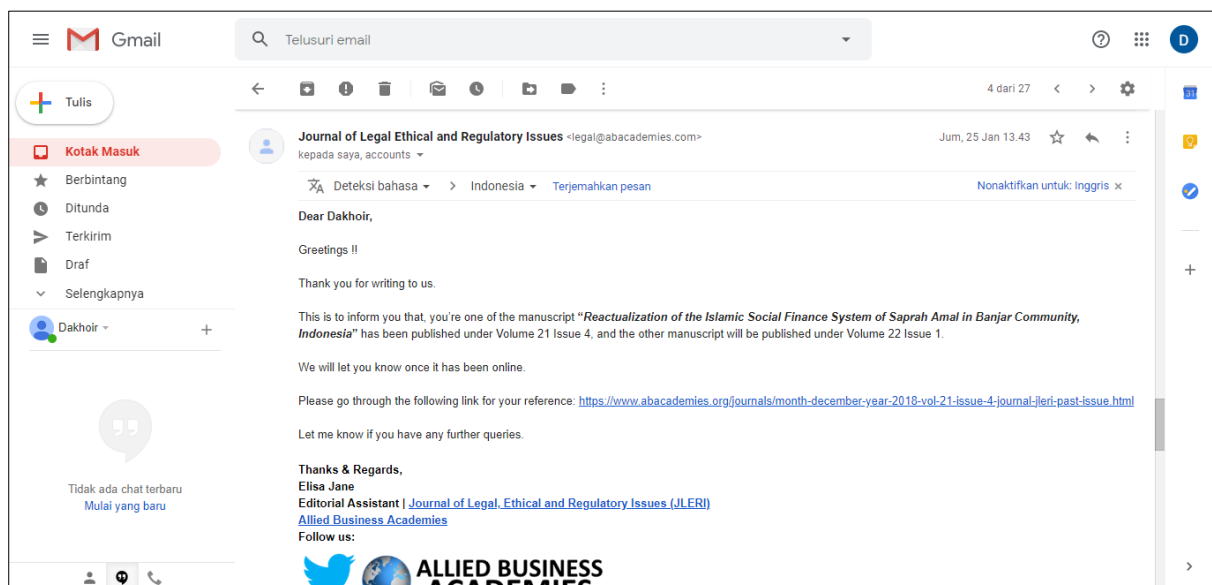 Gmail
Telusuri email
D
Tulis
4 dari 27
31
Kotak Masuk
Berbintang
Ditunda
Terkirim
Draf
Selengkapnya
Dakhoir
Tidak ada chat terbaru
Mulai yang baru
Journal of Legal Ethical and Regulatory Issues <legal@abacademies.com>
Jum, 25 Jan 13.43
kepada saya, accounts
Deteksi bahasa > Indonesia Terjemahkan pesan
Nonaktifkan untuk: Inggris ×
Dear Dakhoir,
Greetings !!
Thank you for writing to us.
This is to inform you that, you're one of the manuscript “Reactualization of the Islamic Social Finance System of Saprah Amal in Banjar Community,
Indonesia” has been published under Volume 21 Issue 4, and the other manuscript will be published under Volume 22 Issue 1.
We will let you know once it has been online.
Please go through the following link for your reference: https://www.abacademies.org/journals/month-december-year-2018-vol-21-issue-4-journal-jleri-past-issue.html
Let me know if you have any further queries.
Thanks & Regards,
Elisa Jane
Editorial Assistant | Journal of Legal, Ethical and Regulatory Issues (JLERI)
Allied Business Academies
Follow us:
ALLIED BUSINESS
ACADEMIES